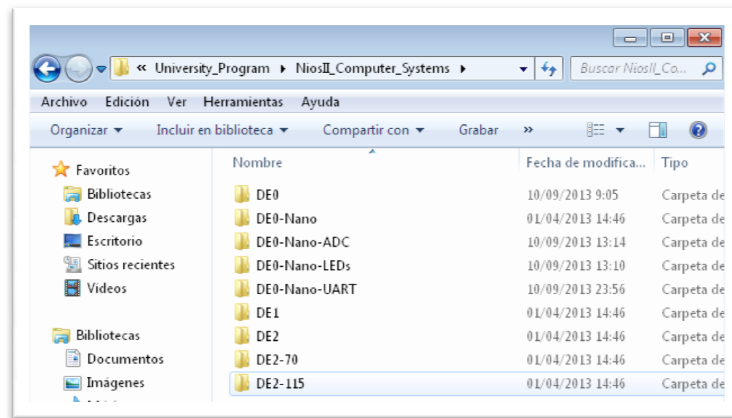 « University_Program ▸ NiosII_Computer_Systems ▸ Buscar NiosII_Co...
Archivo Edición Ver Herramientas Ayuda
Organizar Incluir en biblioteca Compartir con Grabar »
Favoritos
Bibliotecas
Descargas
Escritorio
Sitios recientes
Vídeos
Bibliotecas
Documentos
Imágenes
Nombre Fecha de modifica... Tipo
DE0 10/09/2013 9:05 Carpeta de
DE0-Nano 01/04/2013 14:46 Carpeta de
DE0-Nano-ADC 10/09/2013 13:14 Carpeta de
DE0-Nano-LEDs 10/09/2013 13:10 Carpeta de
DE0-Nano-UART 10/09/2013 23:56 Carpeta de
DE1 01/04/2013 14:46 Carpeta de
DE2 01/04/2013 14:46 Carpeta de
DE2-70 01/04/2013 14:46 Carpeta de
DE2-115 01/04/2013 14:46 Carpeta de